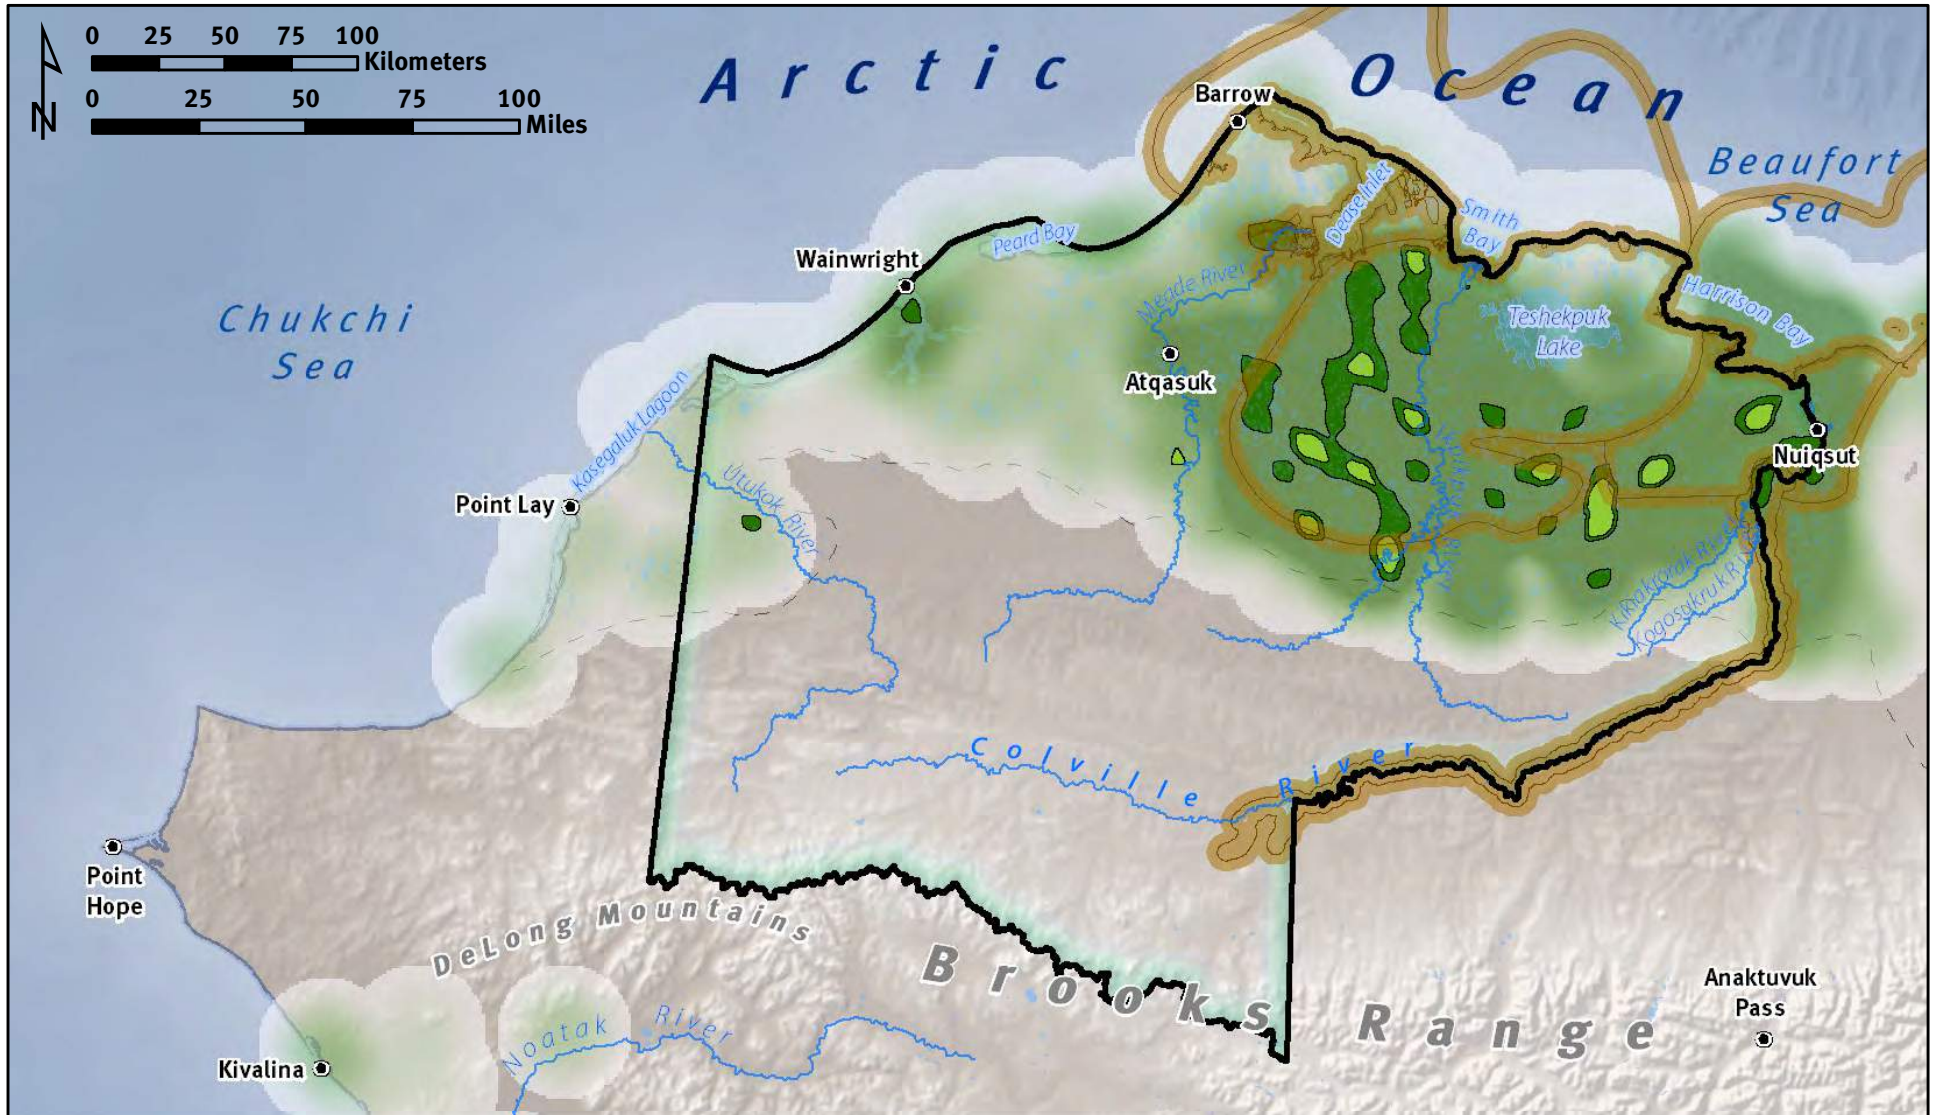 0 25 50 75 100
Kilometers
0 25 50 75 100
Miles
N
Arctic Ocean
Barrow
Beaufort
Sea
Dease Inlet
Smith
Bay
Peard Bay
Wainwright
Meade River
Harrison Bay
Chukchi
Sea
Teshekpuk
Lake
Atqasuk
Kasegaluk Lagoon
Nuiqsut
Utukok River
Point Lay
Ikpikpuk River
Kikiakrorak River
Kogosukruk River
Colville River
Point
Hope
DeLong Mountains
Brooks Range
Anaktuvuk
Pass
Noatak River
Kivalina